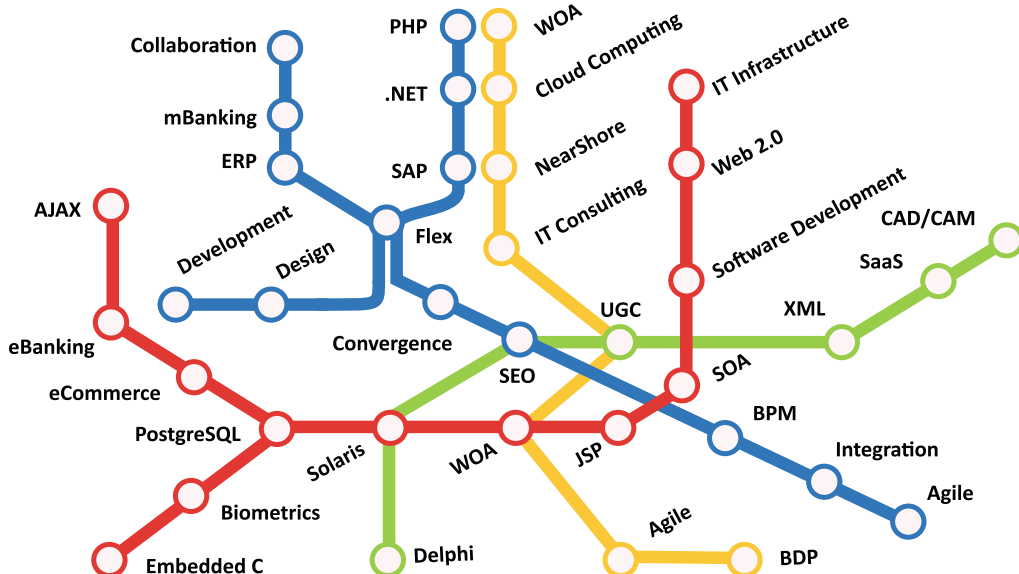 PHP
WOA
Collaboration
Cloud Computing
IT Infrastructure
.NET
mBanking
NearShore
Web 2.0
ERP
SAP
AJAX
Development
Design
Flex
IT Consulting
Software Development
CAD/CAM
SaaS
UGC
XML
eBanking
Convergence
SEO
SOA
eCommerce
BPM
PostgreSQL
Solaris
WOA
JSP
Integration
Biometrics
Agile
Agile
Embedded C
Delphi
BDP